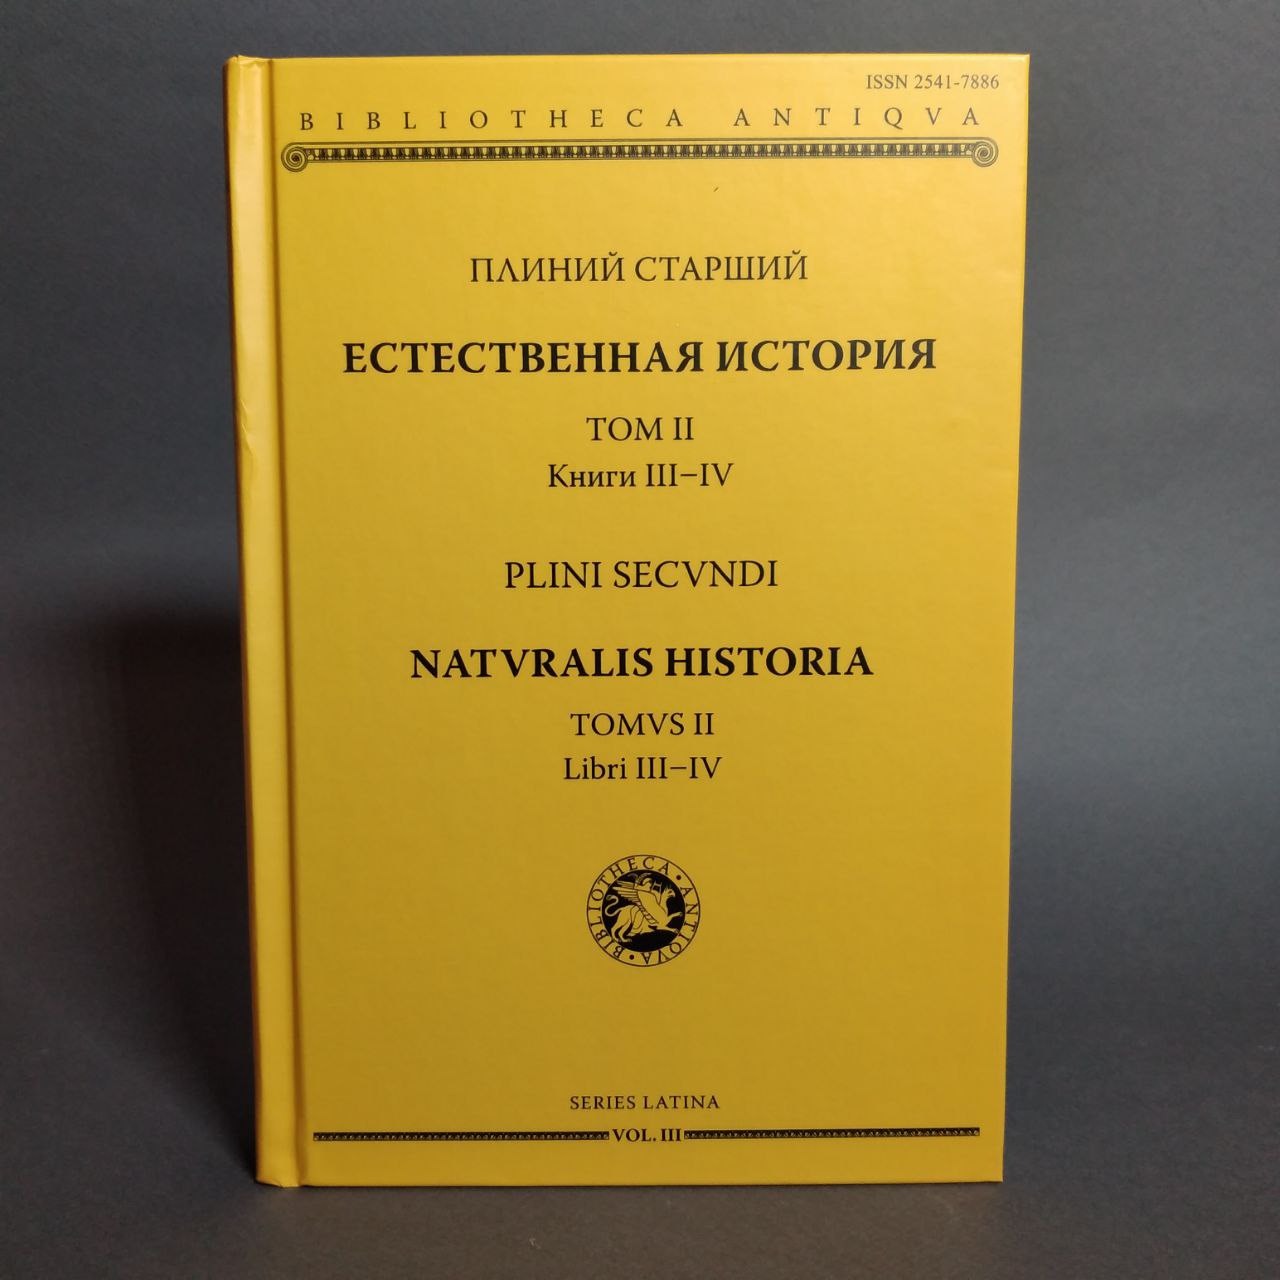 ISSN 2541-7886
BIBLIOTHECA ANTIQVA
ПЛИНИЙ СТАРШИЙ
ЕСТЕСТВЕННАЯ ИСТОРИЯ
ТОМ II
Книги III–IV
PLINI SECVNDI
NATVRALIS HISTORIA
TOMVS II
Libri III–IV
BIBLIOTHECA · ANTIQVA ·
SERIES LATINA
VOL. III